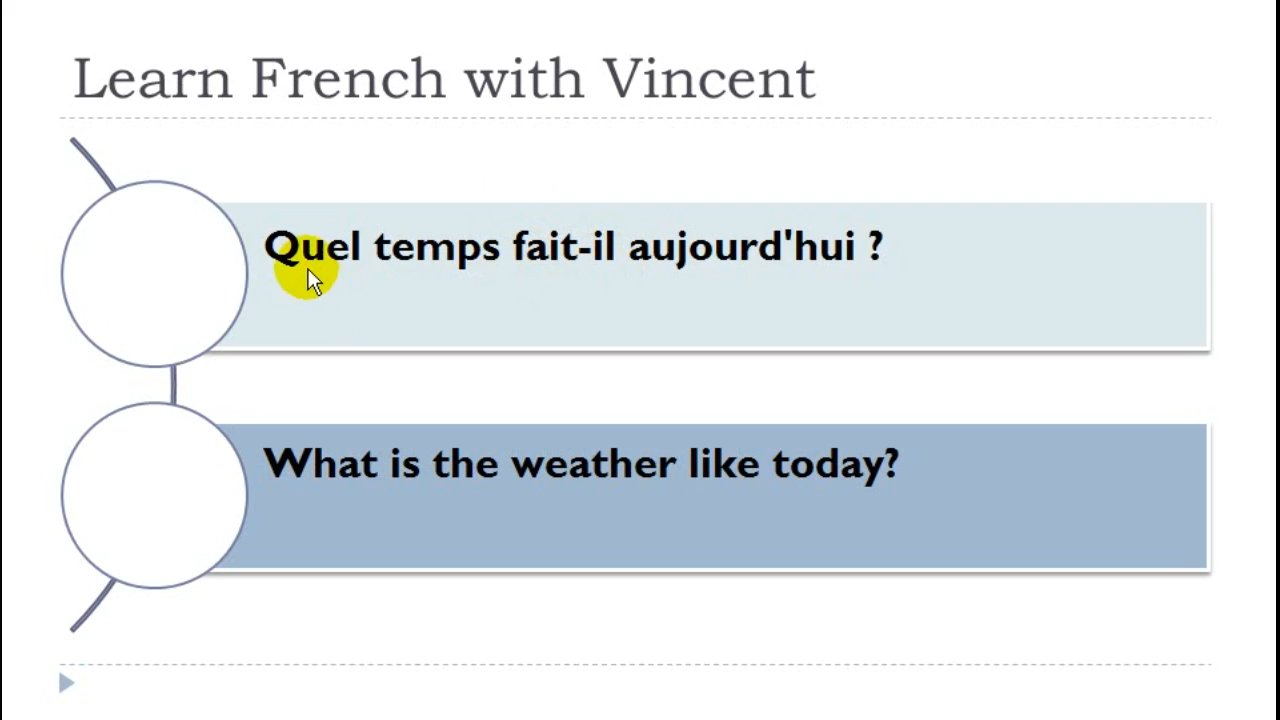 Learn French with Vincent
Quel temps fait-il aujourd'hui ?
What is the weather like today?